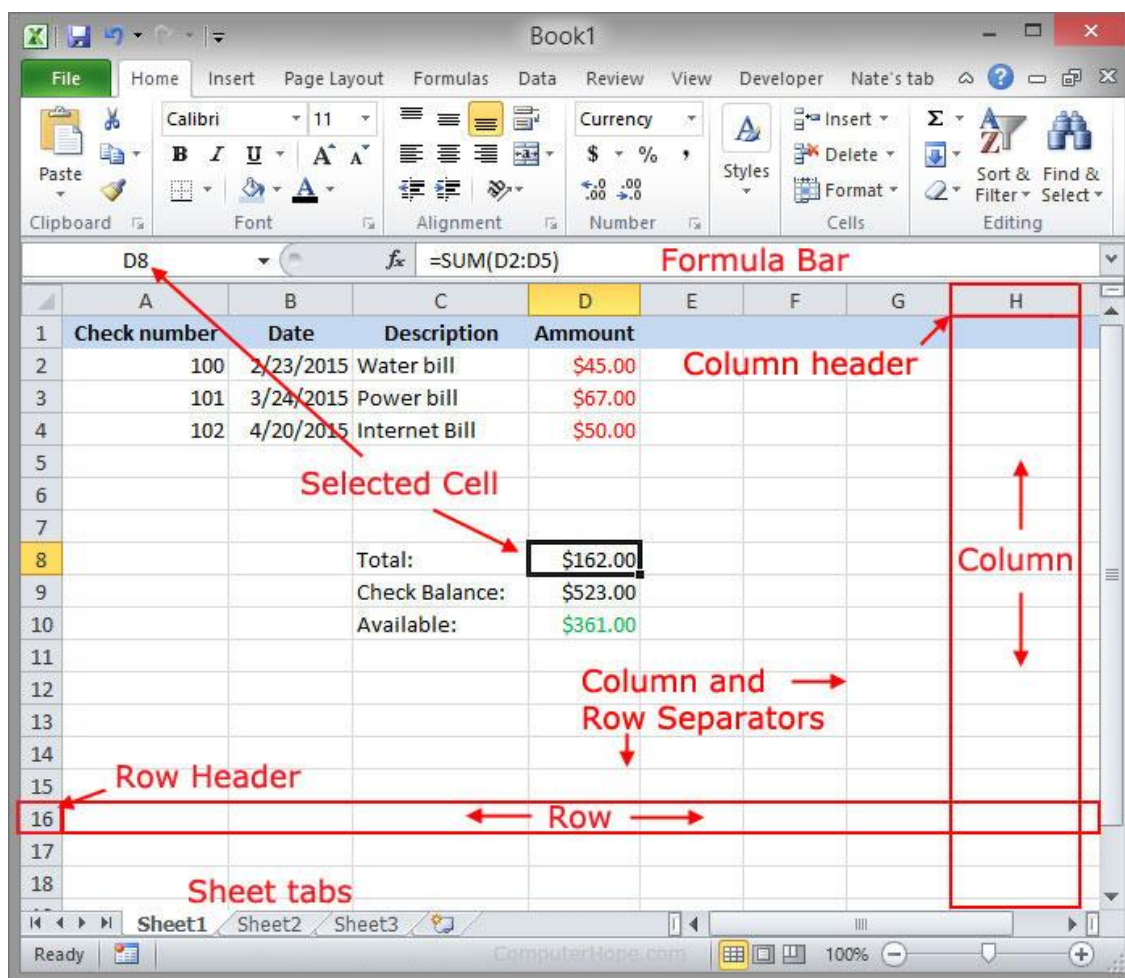 Book1
File Home Insert Page Layout Formulas Data Review View Developer Nate's tab
Paste
Clipboard
Calibri 11
B I U A A
A
Font
Alignment
Currency
$ % ,
.0 .00
.00 .0
Number
A
Styles
Insert
Delete
Format
Cells
Σ
A
Z
Sort & Filter
Find & Select
Editing
D8 fx =SUM(D2:D5) Formula Bar
A B C D E F G H
1 Check number Date Description Ammount
2 100 2/23/2015 Water bill $45.00
Column header
3 101 3/24/2015 Power bill $67.00
4 102 4/20/2015 Internet Bill $50.00
5
Selected Cell
6
7
8 Total: $162.00
Column
9 Check Balance: $523.00
10 Available: $361.00
11
12
Column and
13
Row Separators
14
15
Row Header
16 Row
17
18
Sheet tabs
Sheet1 Sheet2 Sheet3
Ready ComputerHope.com 100%